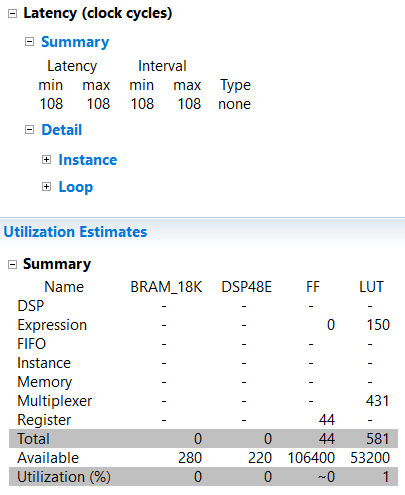 Latency (clock cycles)
Summary
Latency Interval
min max min max Type
108 108 108 108 none
Detail
Instance
Loop
Utilization Estimates
Summary
Name BRAM_18K DSP48E FF LUT
DSP - - - -
Expression - - 0 150
FIFO - - - -
Instance - - - -
Memory - - - -
Multiplexer - - - 431
Register - - 44 -
Total 0 0 44 581
Available 280 220 106400 53200
Utilization (%) 0 0 ~0 1